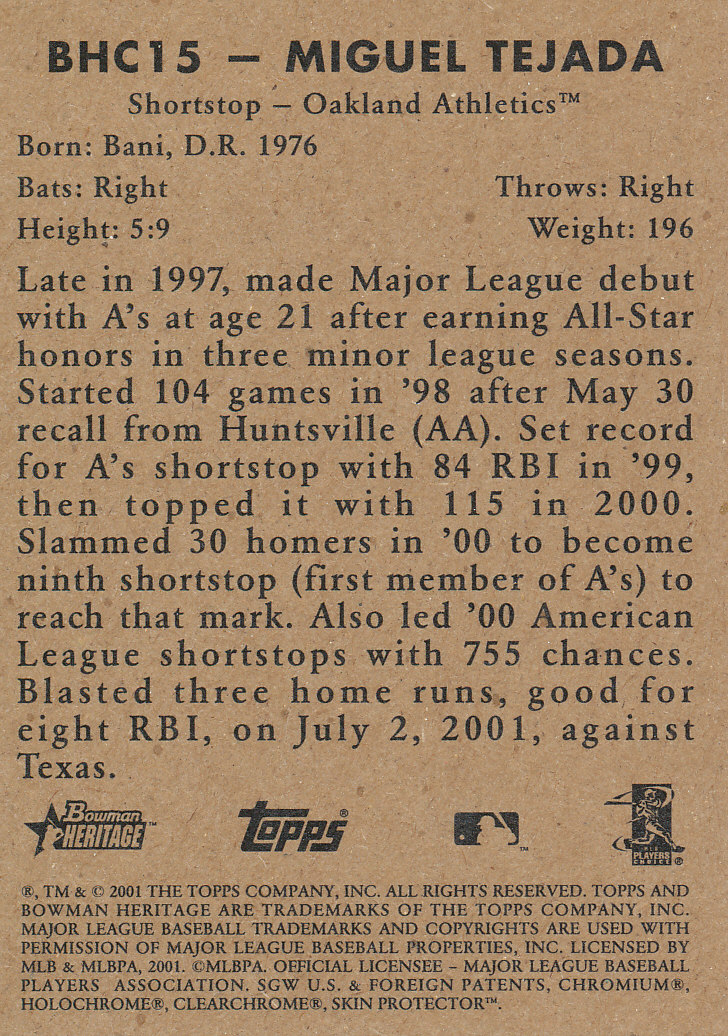 BHC15 – MIGUEL TEJADA
Shortstop – Oakland Athletics™
Born: Bani, D.R. 1976
Bats: Right Throws: Right
Height: 5:9 Weight: 196
Late in 1997, made Major League debut
with A's at age 21 after earning All-Star
honors in three minor league seasons.
Started 104 games in '98 after May 30
recall from Huntsville (AA). Set record
for A's shortstop with 84 RBI in '99,
then topped it with 115 in 2000.
Slammed 30 homers in '00 to become
ninth shortstop (first member of A's) to
reach that mark. Also led '00 American
League shortstops with 755 chances.
Blasted three home runs, good for
eight RBI, on July 2, 2001, against
Texas.
Bowman
HERITAGE™
topps®
™
MLB
PLAYERS
CHOICE ®
®, TM & © 2001 THE TOPPS COMPANY, INC. ALL RIGHTS RESERVED. TOPPS AND
BOWMAN HERITAGE ARE TRADEMARKS OF THE TOPPS COMPANY, INC.
MAJOR LEAGUE BASEBALL TRADEMARKS AND COPYRIGHTS ARE USED WITH
PERMISSION OF MAJOR LEAGUE BASEBALL PROPERTIES, INC. LICENSED BY
MLB & MLBPA, 2001. ©MLBPA. OFFICIAL LICENSEE – MAJOR LEAGUE BASEBALL
PLAYERS ASSOCIATION. SGW U.S. & FOREIGN PATENTS, CHROMIUM®,
HOLOCHROME®, CLEARCHROME®, SKIN PROTECTOR™.